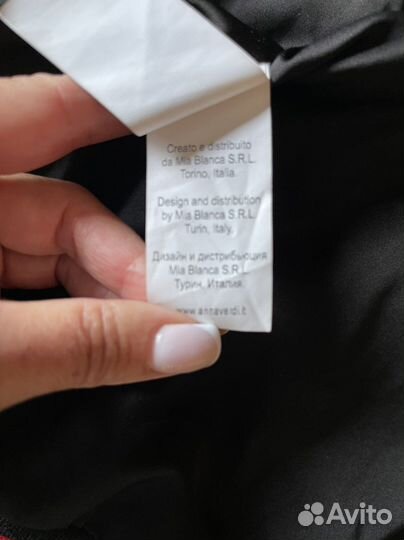 Creato e distribuito
da Mia Blanca S.R.L.
Torino, Italia.
Design and distribution
by Mia Blanca S.R.L.
Turin, Italy.
Дизайн и дистрибьюция
Mia Blanca S.R.L.
Турин, Италия.
www.annaverdi.it
Avito